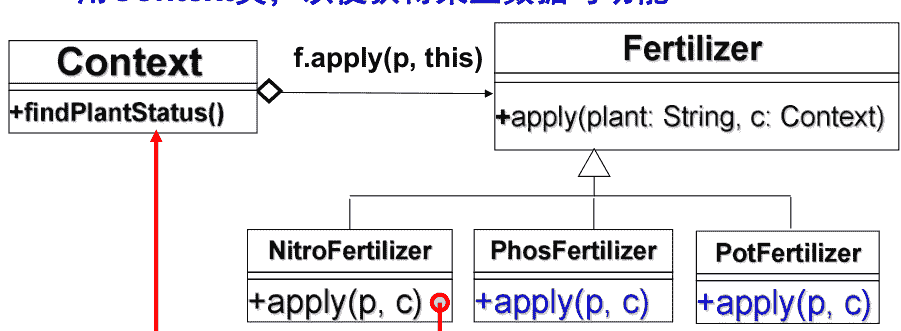 Context
f.apply(p, this)
Fertilizer
+findPlantStatus()
+apply(plant: String, c: Context)
NitroFertilizer
PhosFertilizer
PotFertilizer
+apply(p, c)
+apply(p, c)
+apply(p, c)